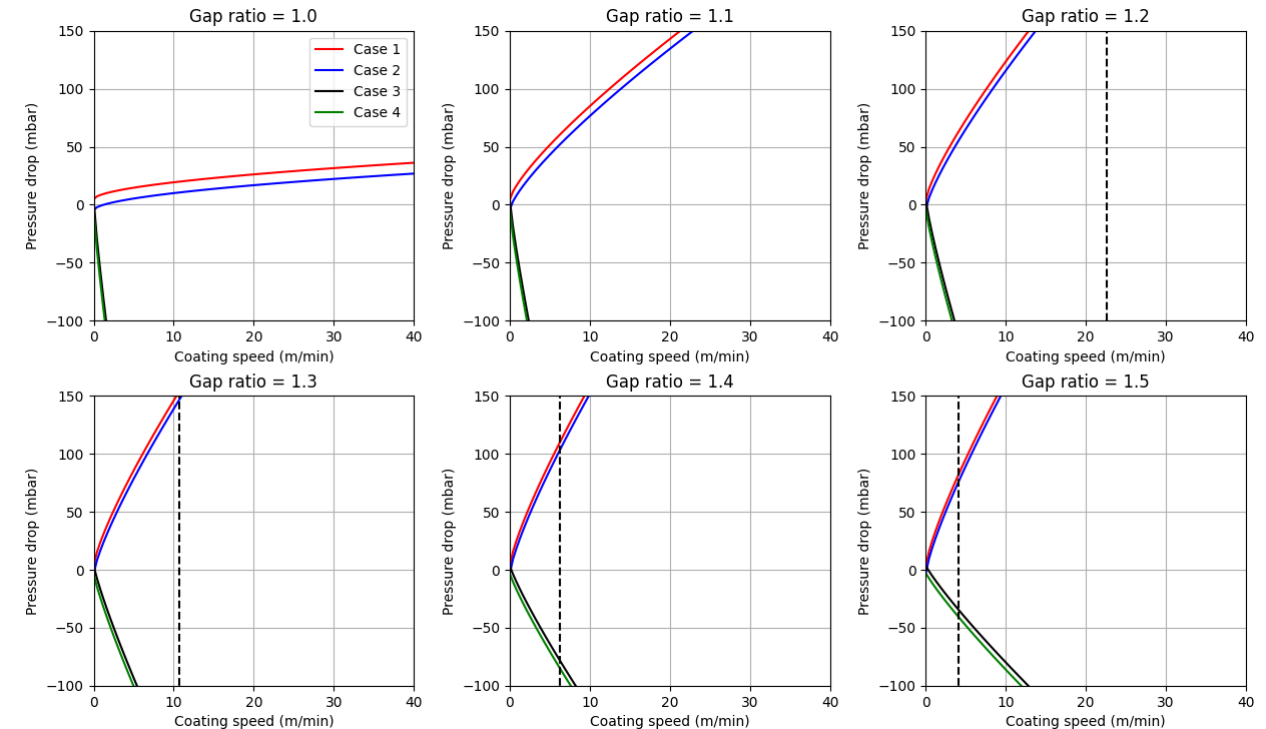 Gap ratio = 1.0
Pressure drop (mbar)
150
100
50
0
−50
−100
Case 1
Case 2
Case 3
Case 4
0 10 20 30 40
Coating speed (m/min)
Gap ratio = 1.1
Pressure drop (mbar)
150
100
50
0
−50
−100
0 10 20 30 40
Coating speed (m/min)
Gap ratio = 1.2
Pressure drop (mbar)
150
100
50
0
−50
−100
0 10 20 30 40
Coating speed (m/min)
Gap ratio = 1.3
Pressure drop (mbar)
150
100
50
0
−50
−100
0 10 20 30 40
Coating speed (m/min)
Gap ratio = 1.4
Pressure drop (mbar)
150
100
50
0
−50
−100
0 10 20 30 40
Coating speed (m/min)
Gap ratio = 1.5
Pressure drop (mbar)
150
100
50
0
−50
−100
0 10 20 30 40
Coating speed (m/min)